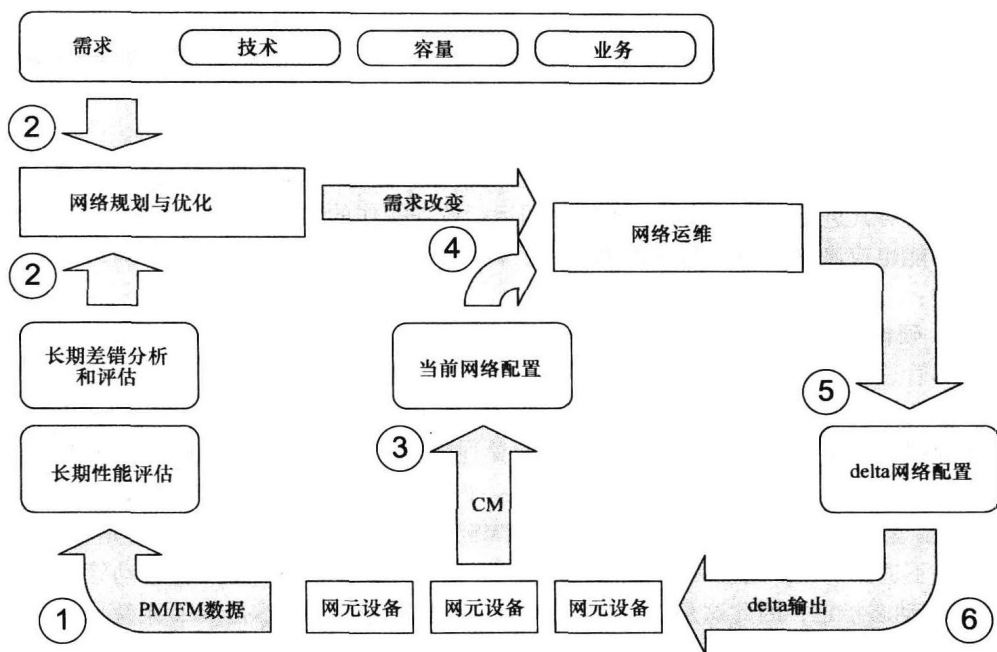 需求
技术
容量
业务
2
网络规划与优化
需求改变
网络运维
4
2
长期差错分析
和评估
当前网络配置
5
3
长期性能评估
CM
delta网络配置
1
PM/FM数据
网元设备
网元设备
网元设备
delta输出
6